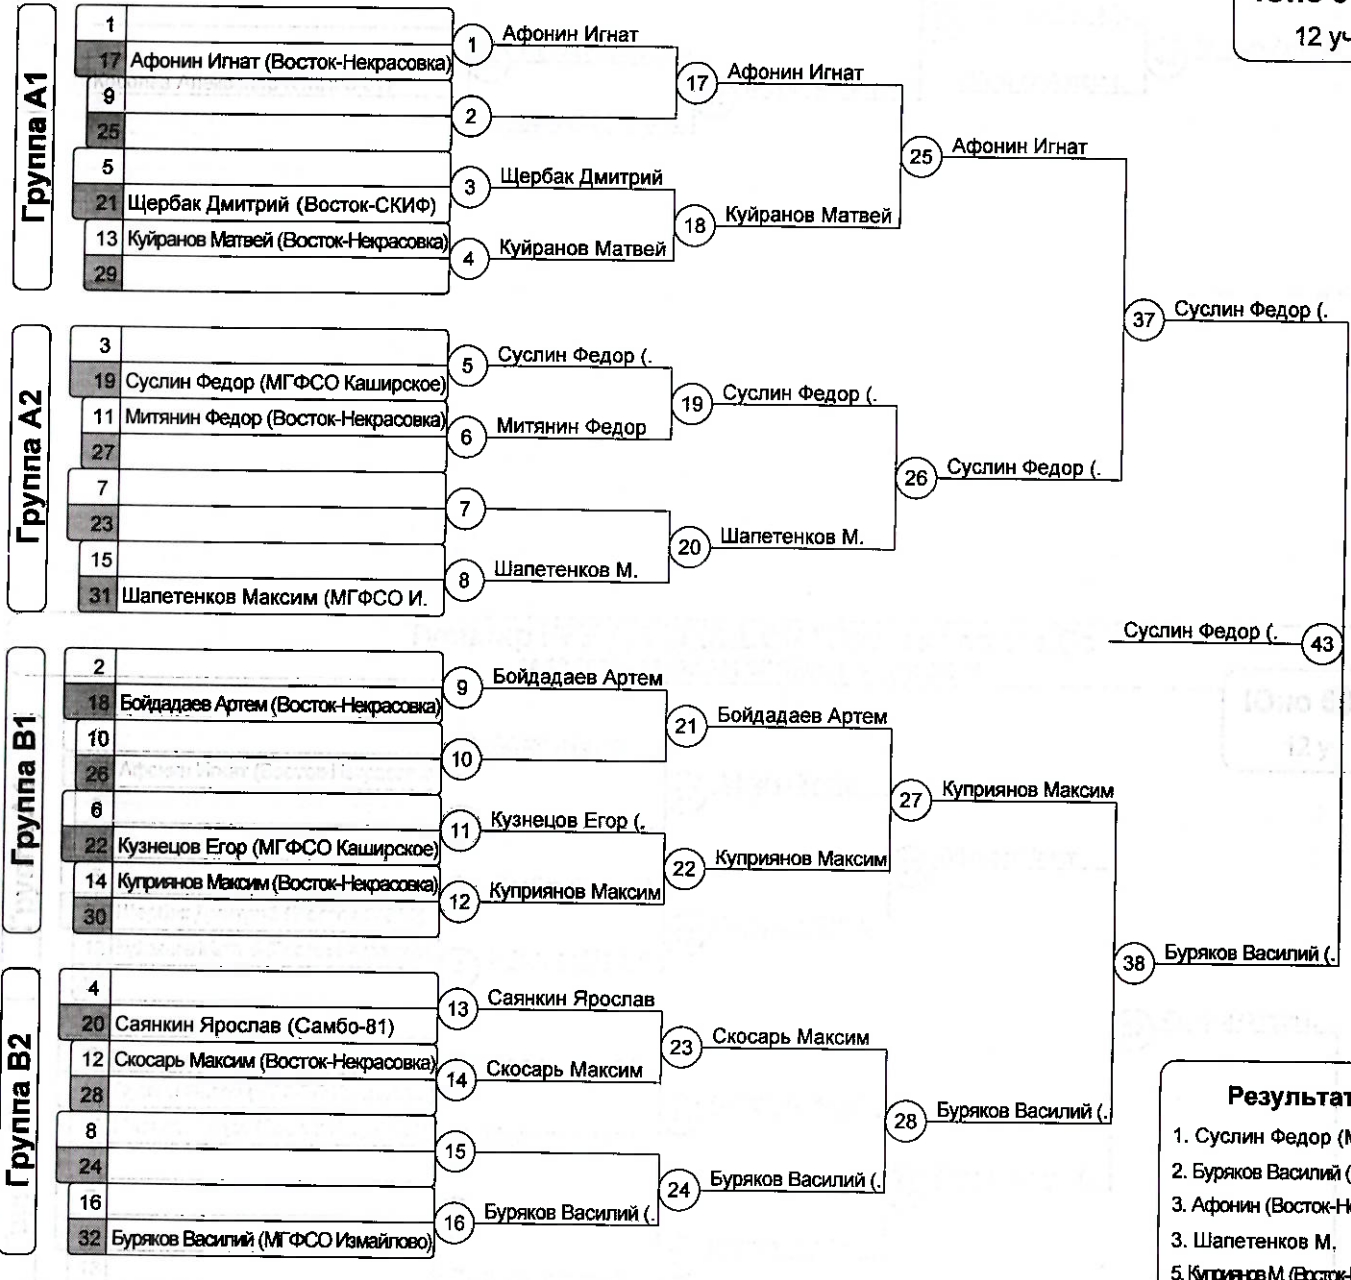 12 уч
Группа A1
1
17 Афонин Игнат (Восток-Некрасовка)
9
25
5
21 Щербак Дмитрий (Восток-СКИФ)
13 Куйранов Матвей (Восток-Некрасовка)
29
1 Афонин Игнат
2
3 Щербак Дмитрий
4 Куйранов Матвей
17 Афонин Игнат
18 Куйранов Матвей
25 Афонин Игнат
Группа A2
3
19 Суслин Федор (МГФСО Каширское)
11 Митянин Федор (Восток-Некрасовка)
27
7
23
15
31 Шапетенков Максим (МГФСО И.
5 Суслин Федор (.
6 Митянин Федор
7
8 Шапетенков М.
19 Суслин Федор (.
20 Шапетенков М.
26 Суслин Федор (.
37 Суслин Федор (.
Суслин Федор (. 43
Группа B1
2
18 Бойдадаев Артем (Восток-Некрасовка)
10
26
6
22 Кузнецов Егор (МГФСО Каширское)
14 Куприянов Максим (Восток-Некрасовка)
30
9 Бойдадаев Артем
10
11 Кузнецов Егор (.
12 Куприянов Максим
21 Бойдадаев Артем
22 Куприянов Максим
27 Куприянов Максим
Группа B2
4
20 Саянкин Ярослав (Самбо-81)
12 Скосарь Максим (Восток-Некрасовка)
28
8
24
16
32 Буряков Василий (МГФСО Измайлово)
13 Саянкин Ярослав
14 Скосарь Максим
15
16 Буряков Василий (.
23 Скосарь Максим
24 Буряков Василий (.
28 Буряков Василий (.
38 Буряков Василий (.
Результат
1. Суслин Федор (М
2. Буряков Василий (
3. Афонин (Восток-Не
3. Шапетенков М.
5. Куприянов М. (Восток-